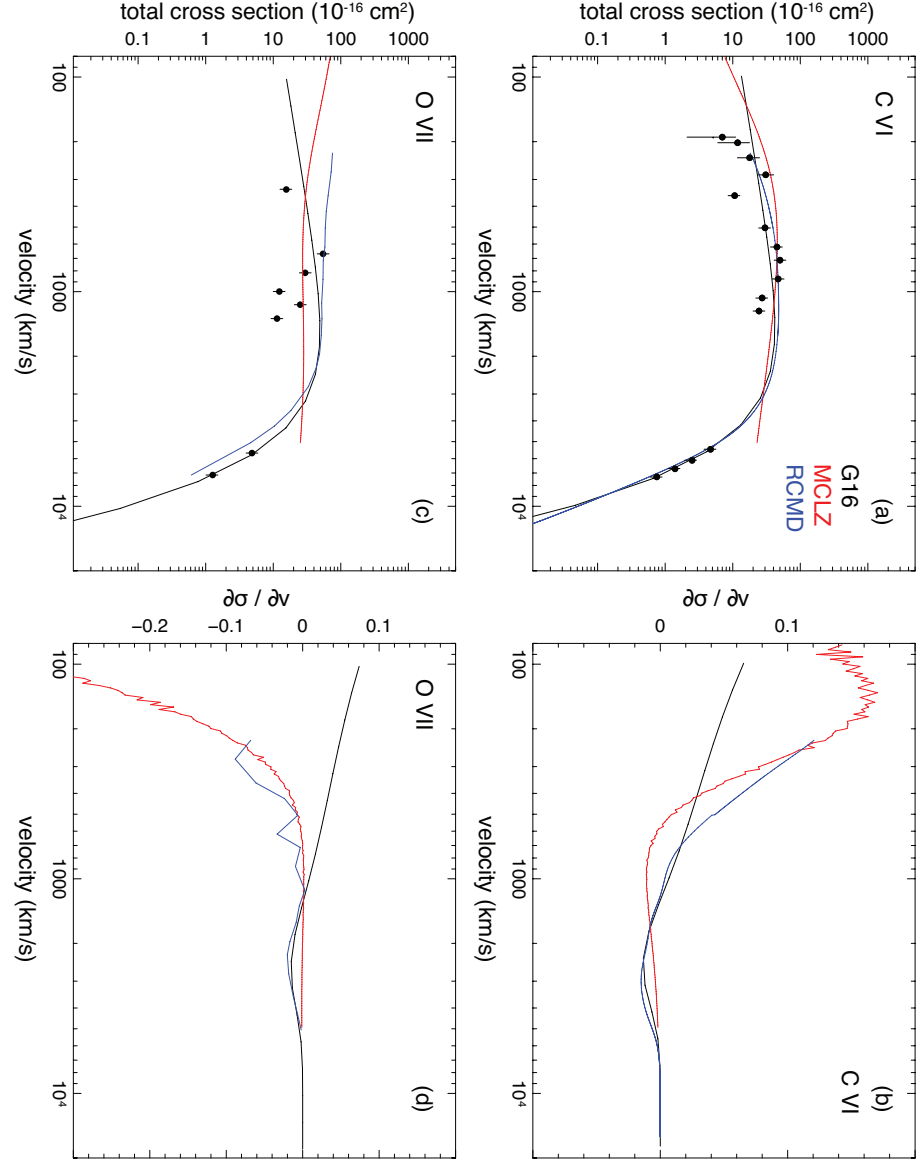 (a)
C VI
G16
MCLZ
RCMD
total cross section (10⁻¹⁶ cm²)
1000
100
10
1
0.1
100
1000
10⁴
velocity (km/s)
(b)
C VI
∂σ / ∂v
0.1
0
100
1000
10⁴
velocity (km/s)
(c)
O VII
total cross section (10⁻¹⁶ cm²)
1000
100
10
1
0.1
100
1000
10⁴
velocity (km/s)
(d)
O VII
∂σ / ∂v
0.1
0
−0.1
−0.2
100
1000
10⁴
velocity (km/s)